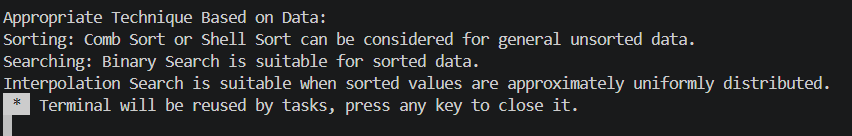 Appropriate Technique Based on Data:
Sorting: Comb Sort or Shell Sort can be considered for general unsorted data.
Searching: Binary Search is suitable for sorted data.
Interpolation Search is suitable when sorted values are approximately uniformly distributed.
* Terminal will be reused by tasks, press any key to close it.